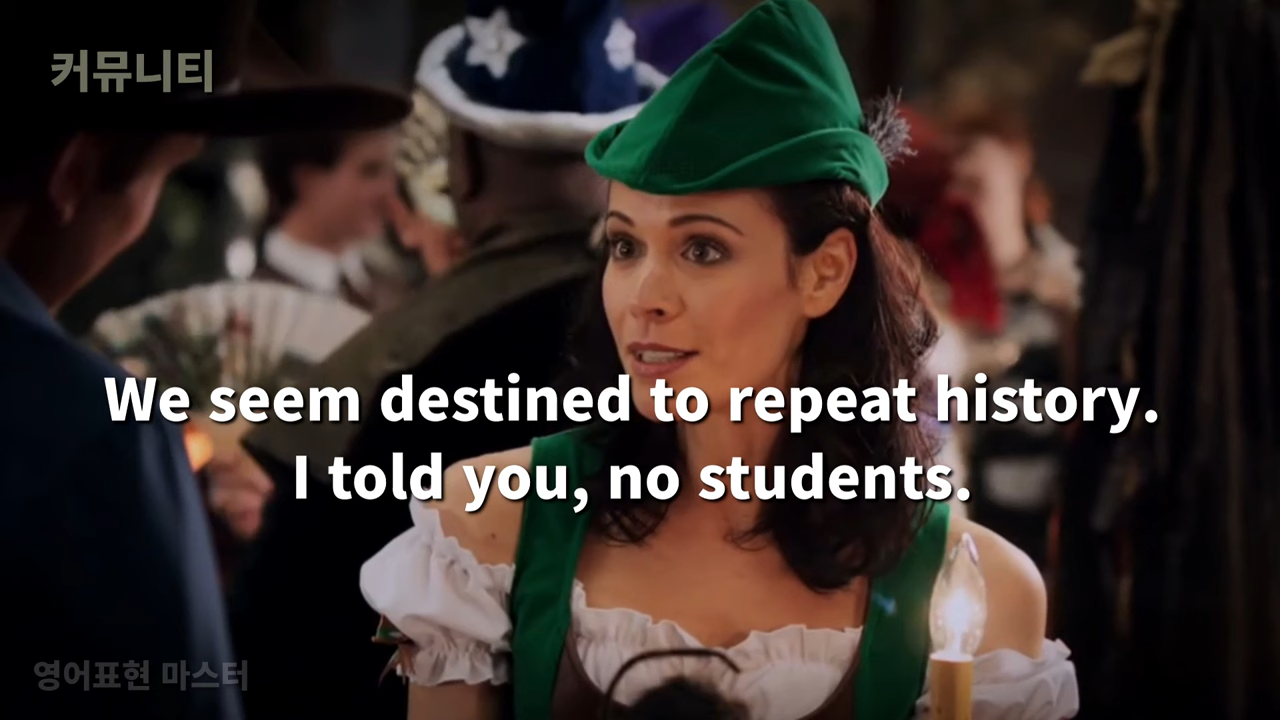 커뮤니티
We seem destined to repeat history.
I told you, no students.
영어표현 마스터